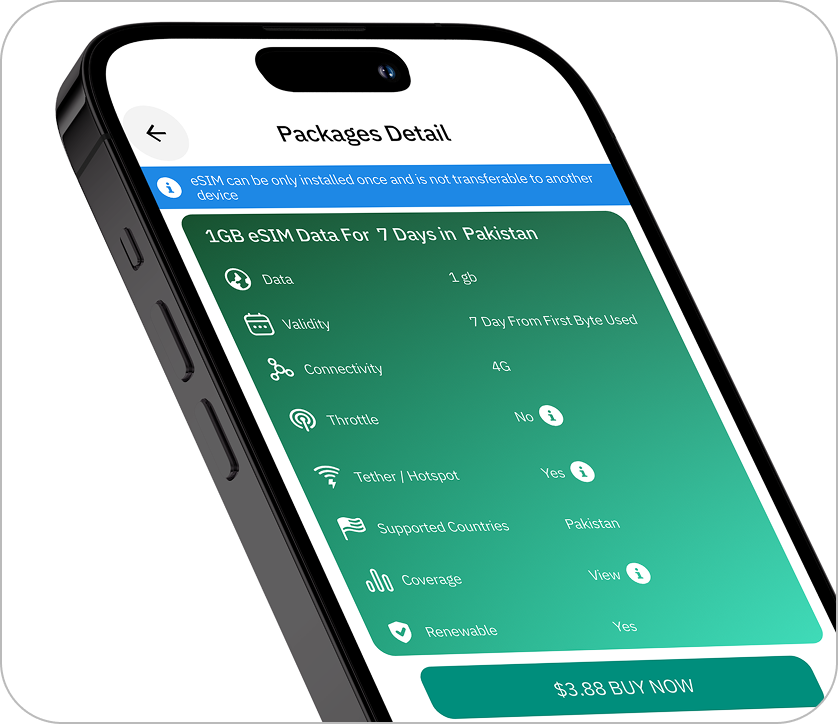 Packages Detail
eSIM can be only installed once and is not transferable to another
device
1GB eSIM Data For 7 Days in Pakistan
Data 1 gb
Validity 7 Day From First Byte Used
Connectivity 4G
Throttle No
Tether / Hotspot Yes
Supported Countries Pakistan
Coverage View
Renewable Yes
$3.88 BUY NOW